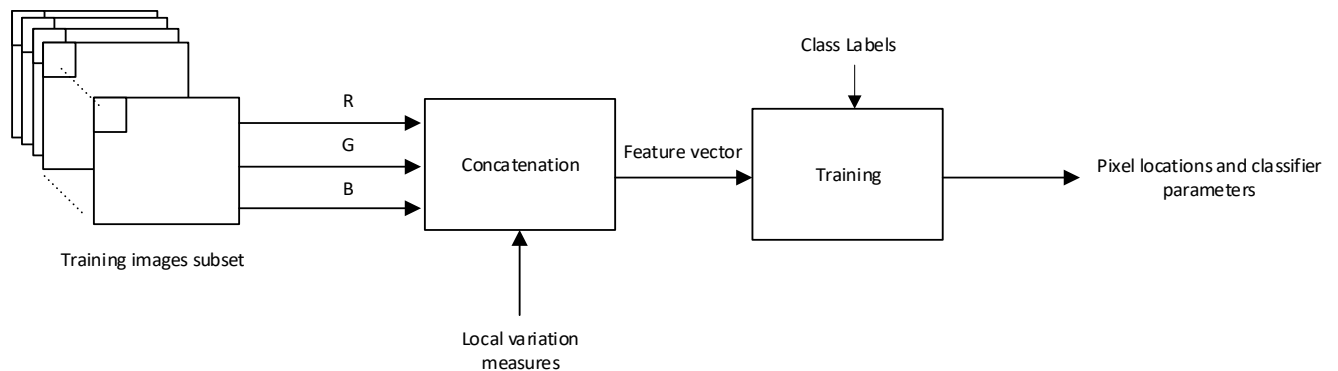 Class Labels
R
G
B
Concatenation
Feature vector
Training
Pixel locations and classifier
parameters
Training images subset
Local variation
measures